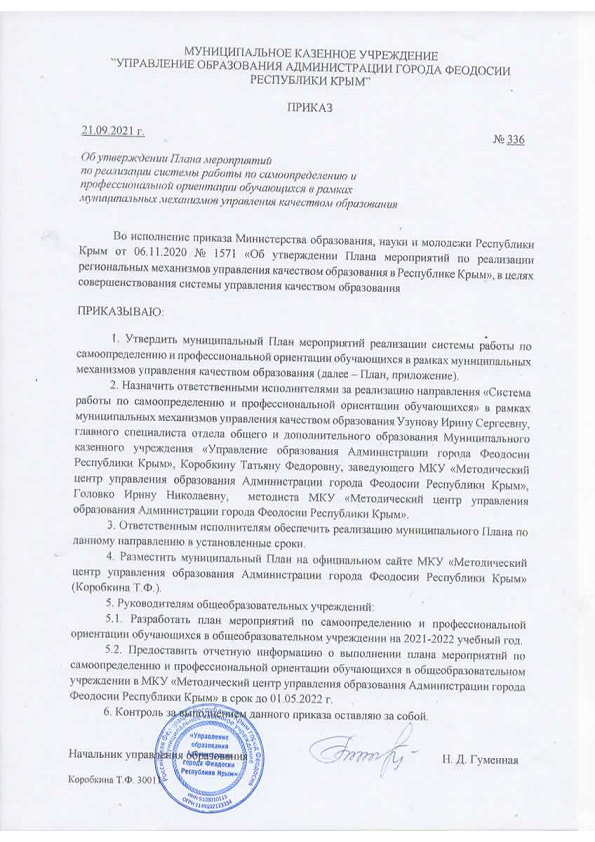 МУНИЦИПАЛЬНОЕ КАЗЕННОЕ УЧРЕЖДЕНИЕ
"УПРАВЛЕНИЕ ОБРАЗОВАНИЯ АДМИНИСТРАЦИИ ГОРОДА ФЕОДОСИИ
РЕСПУБЛИКИ КРЫМ"
ПРИКАЗ
21.09.2021 г.
№ 336
Об утверждении Плана мероприятий
по реализации системы работы по самоопределению и
профессиональной ориентации обучающихся в рамках
муниципальных механизмов управления качеством образования
Во исполнение приказа Министерства образования, науки и молодежи Республики
Крым от 06.11.2020 № 1571 «Об утверждении Плана мероприятий по реализации
региональных механизмов управления качеством образования в Республике Крым», в целях
совершенствования системы управления качеством образования
ПРИКАЗЫВАЮ:
1. Утвердить муниципальный План мероприятий реализации системы работы по
самоопределению и профессиональной ориентации обучающихся в рамках муниципальных
механизмов управления качеством образования (далее – План, приложение).
2. Назначить ответственными исполнителями за реализацию направления «Система
работы по самоопределению и профессиональной ориентации обучающихся» в рамках
муниципальных механизмов управления качеством образования Узунову Ирину Сергеевну,
главного специалиста отдела общего и дополнительного образования Муниципального
казенного учреждения «Управление образования Администрации города Феодосии
Республики Крым», Коробкину Татьяну Федоровну, заведующего МКУ «Методический
центр управления образования Администрации города Феодосии Республики Крым»,
Головко Ирину Николаевну, методиста МКУ «Методический центр управления
образования Администрации города Феодосии Республики Крым».
3. Ответственным исполнителям обеспечить реализацию муниципального Плана по
данному направлению в установленные сроки.
4. Разместить муниципальный План на официальном сайте МКУ «Методический
центр управления образования Администрации города Феодосии Республики Крым»
(Коробкина Т.Ф.).
5. Руководителям общеобразовательных учреждений:
5.1. Разработать план мероприятий по самоопределению и профессиональной
ориентации обучающихся в общеобразовательном учреждении на 2021-2022 учебный год.
5.2. Предоставить отчетную информацию о выполнении плана мероприятий по
самоопределению и профессиональной ориентации обучающихся в общеобразовательном
учреждении в МКУ «Методический центр управления образования Администрации города
Феодосии Республики Крым» в срок до 01.05.2022 г.
6. Контроль за выполнением данного приказа оставляю за собой.
Начальник управления образования
Н. Д. Гуменная
Коробкина Т.Ф. 3001
«Управление
образования
города Феодосии
Республики Крым»